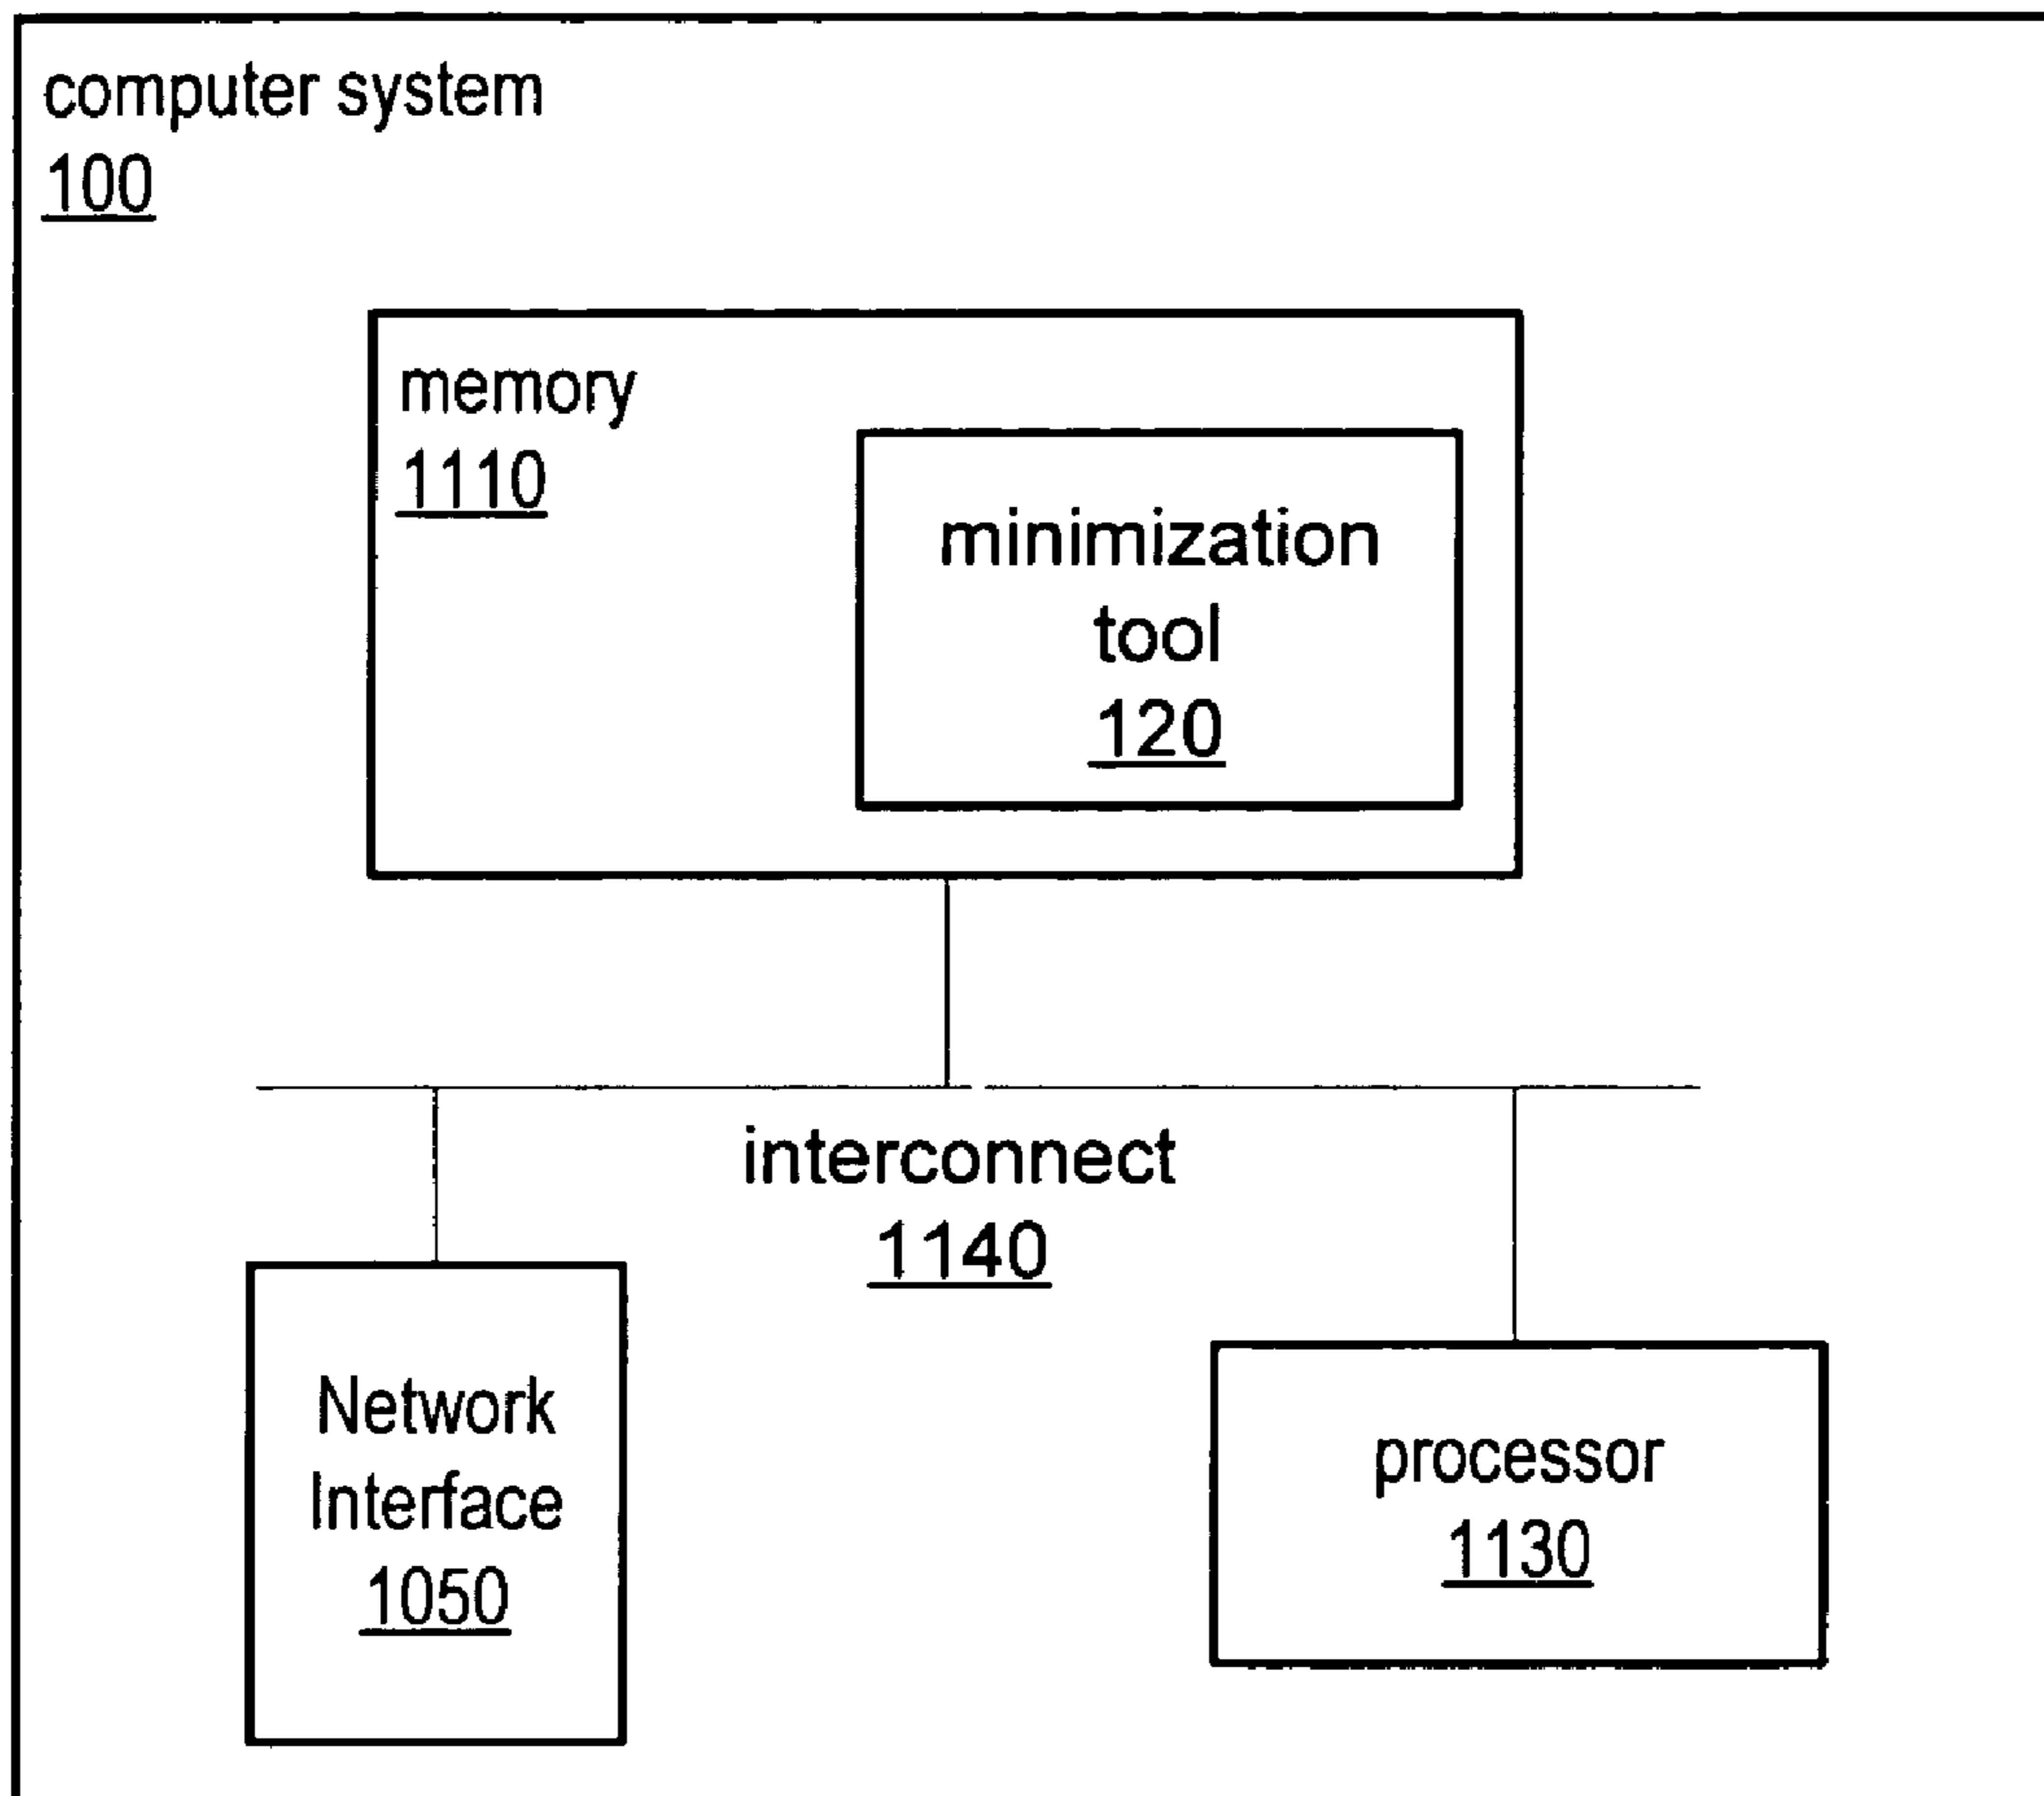 computer system
100
memory
1110
minimization
tool
120
interconnect
1140
Network
Interface
1050
processor
1130